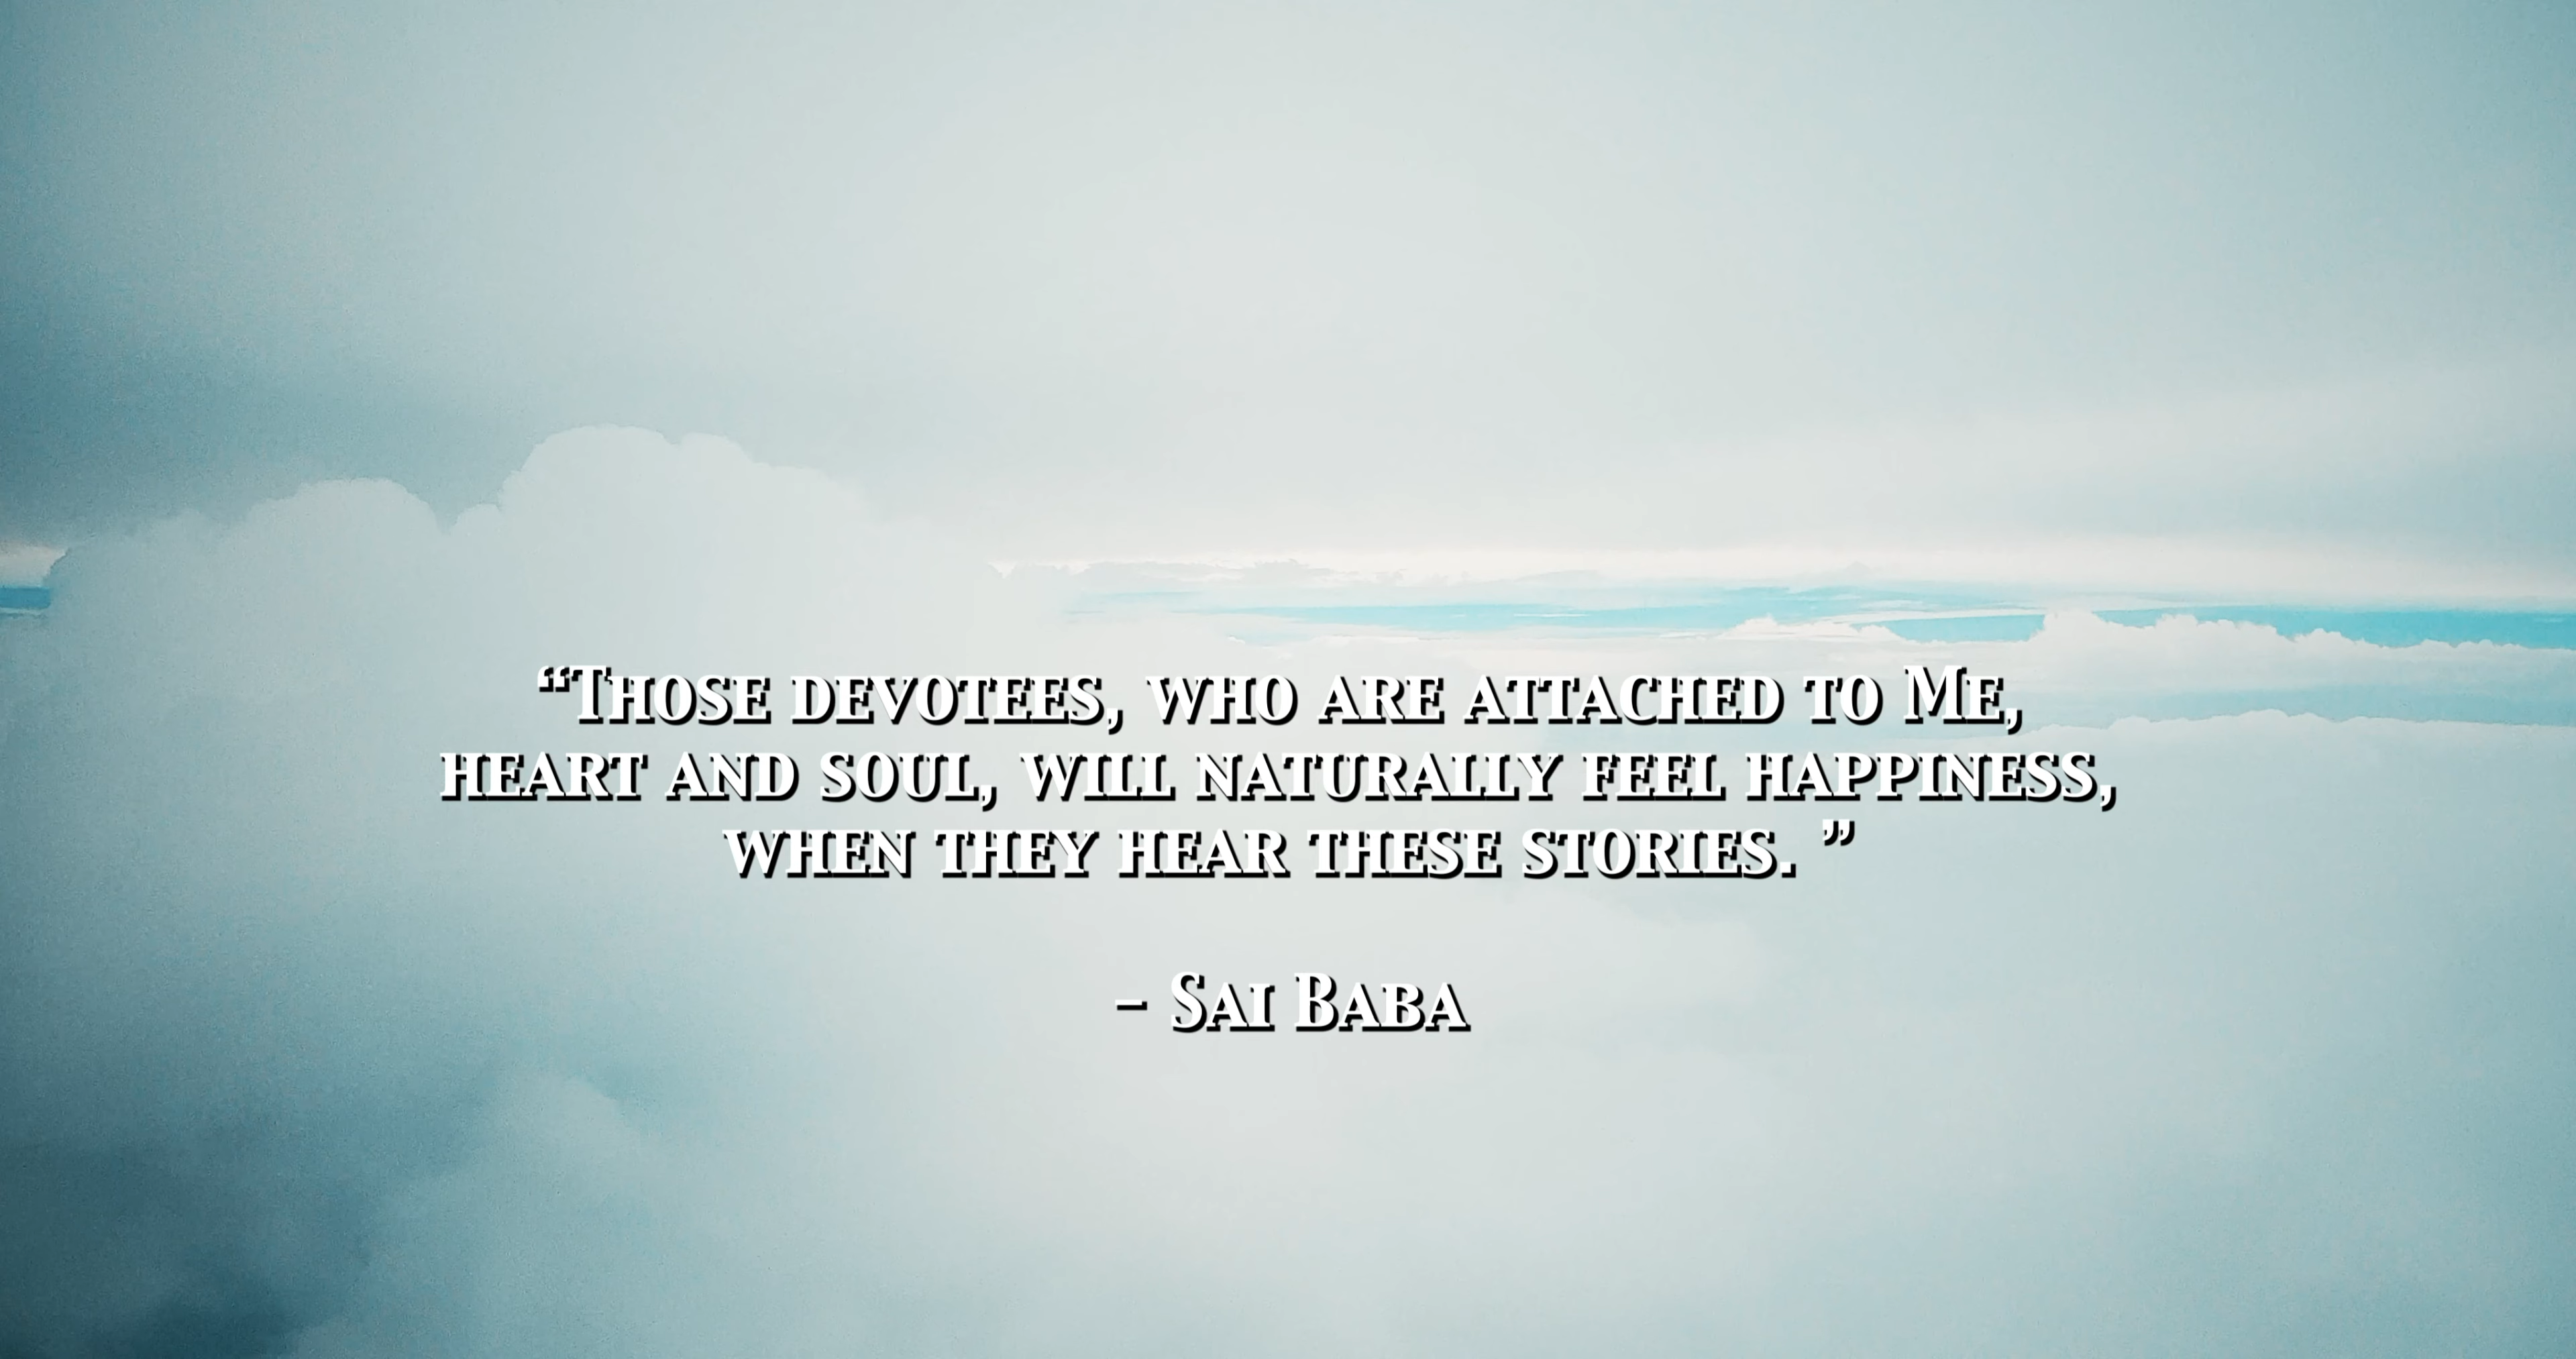 “Those devotees, who are attached to Me,
heart and soul, will naturally feel happiness,
when they hear these stories. ”
– Sai Baba